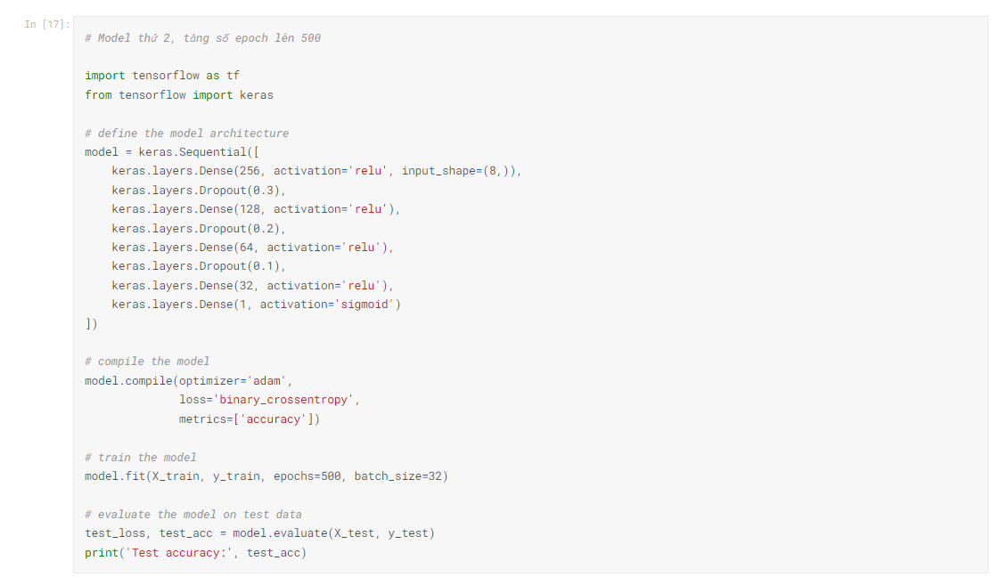 In [17]:
# Model thứ 2, tăng số epoch lên 500
import tensorflow as tf
from tensorflow import keras
# define the model architecture
model = keras.Sequential([
    keras.layers.Dense(256, activation='relu', input_shape=(8,)),
    keras.layers.Dropout(0.3),
    keras.layers.Dense(128, activation='relu'),
    keras.layers.Dropout(0.2),
    keras.layers.Dense(64, activation='relu'),
    keras.layers.Dropout(0.1),
    keras.layers.Dense(32, activation='relu'),
    keras.layers.Dense(1, activation='sigmoid')
])
# compile the model
model.compile(optimizer='adam',
              loss='binary_crossentropy',
              metrics=['accuracy'])
# train the model
model.fit(X_train, y_train, epochs=500, batch_size=32)
# evaluate the model on test data
test_loss, test_acc = model.evaluate(X_test, y_test)
print('Test accuracy:', test_acc)